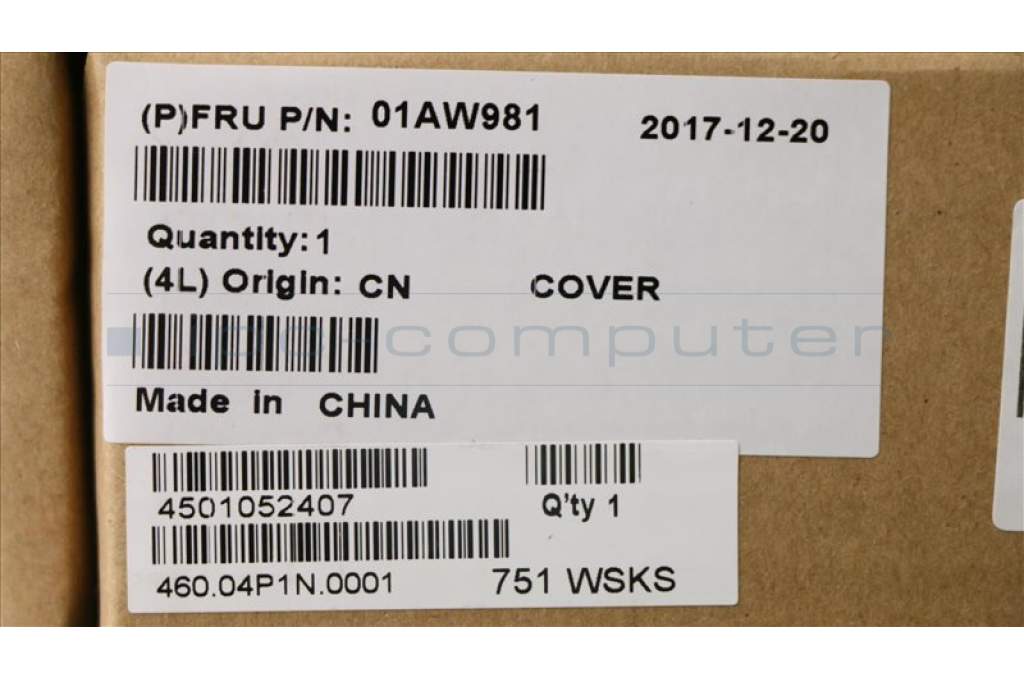 (P)FRU P/N: 01AW981
2017-12-20
Quantity: 1
(4L) Origin: CN
COVER
ipc-computer
Made in CHINA
4501052407
Q'ty 1
460.04P1N.0001
751 WSKS